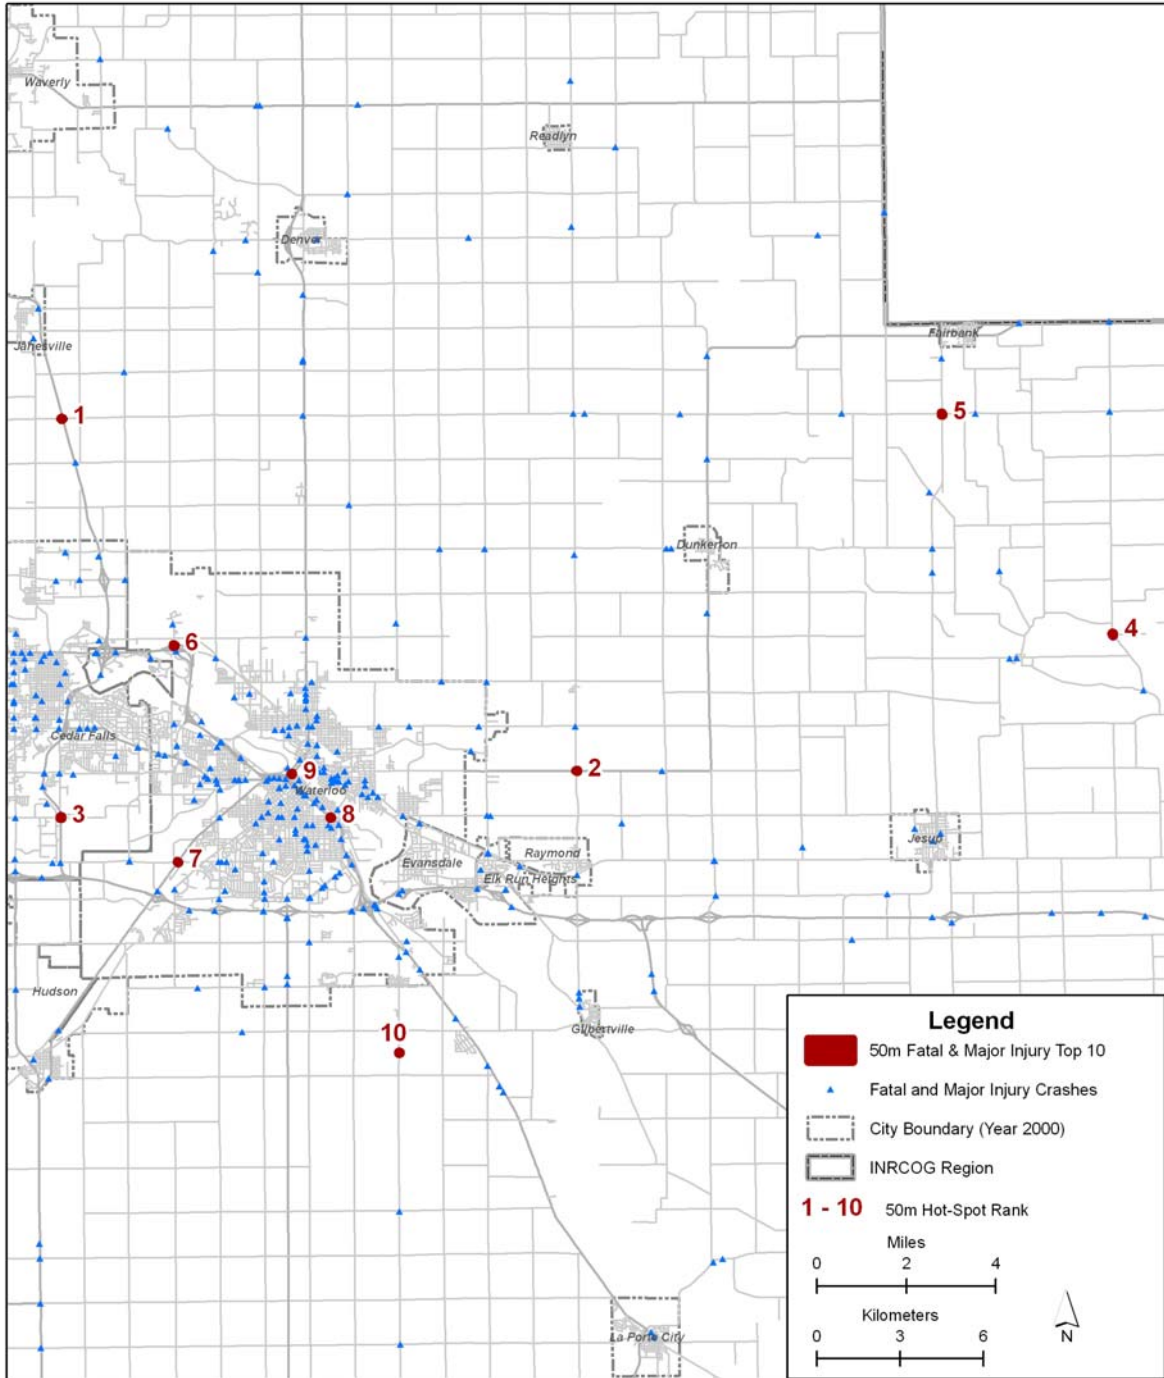 Waverly
Readlyn
Denver
Janesville
Fairbank
1
5
Dunkerton
6
4
Cedar Falls
2
9
Waterloo
3
8
Jesup
7
Evansdale
Raymond
Elk Run Heights
Hudson
10
Gilbertville
La Porte City
Legend
50m Fatal & Major Injury Top 10
Fatal and Major Injury Crashes
City Boundary (Year 2000)
INRCOG Region
1 - 10 50m Hot-Spot Rank
Miles
0 2 4
Kilometers
0 3 6
N